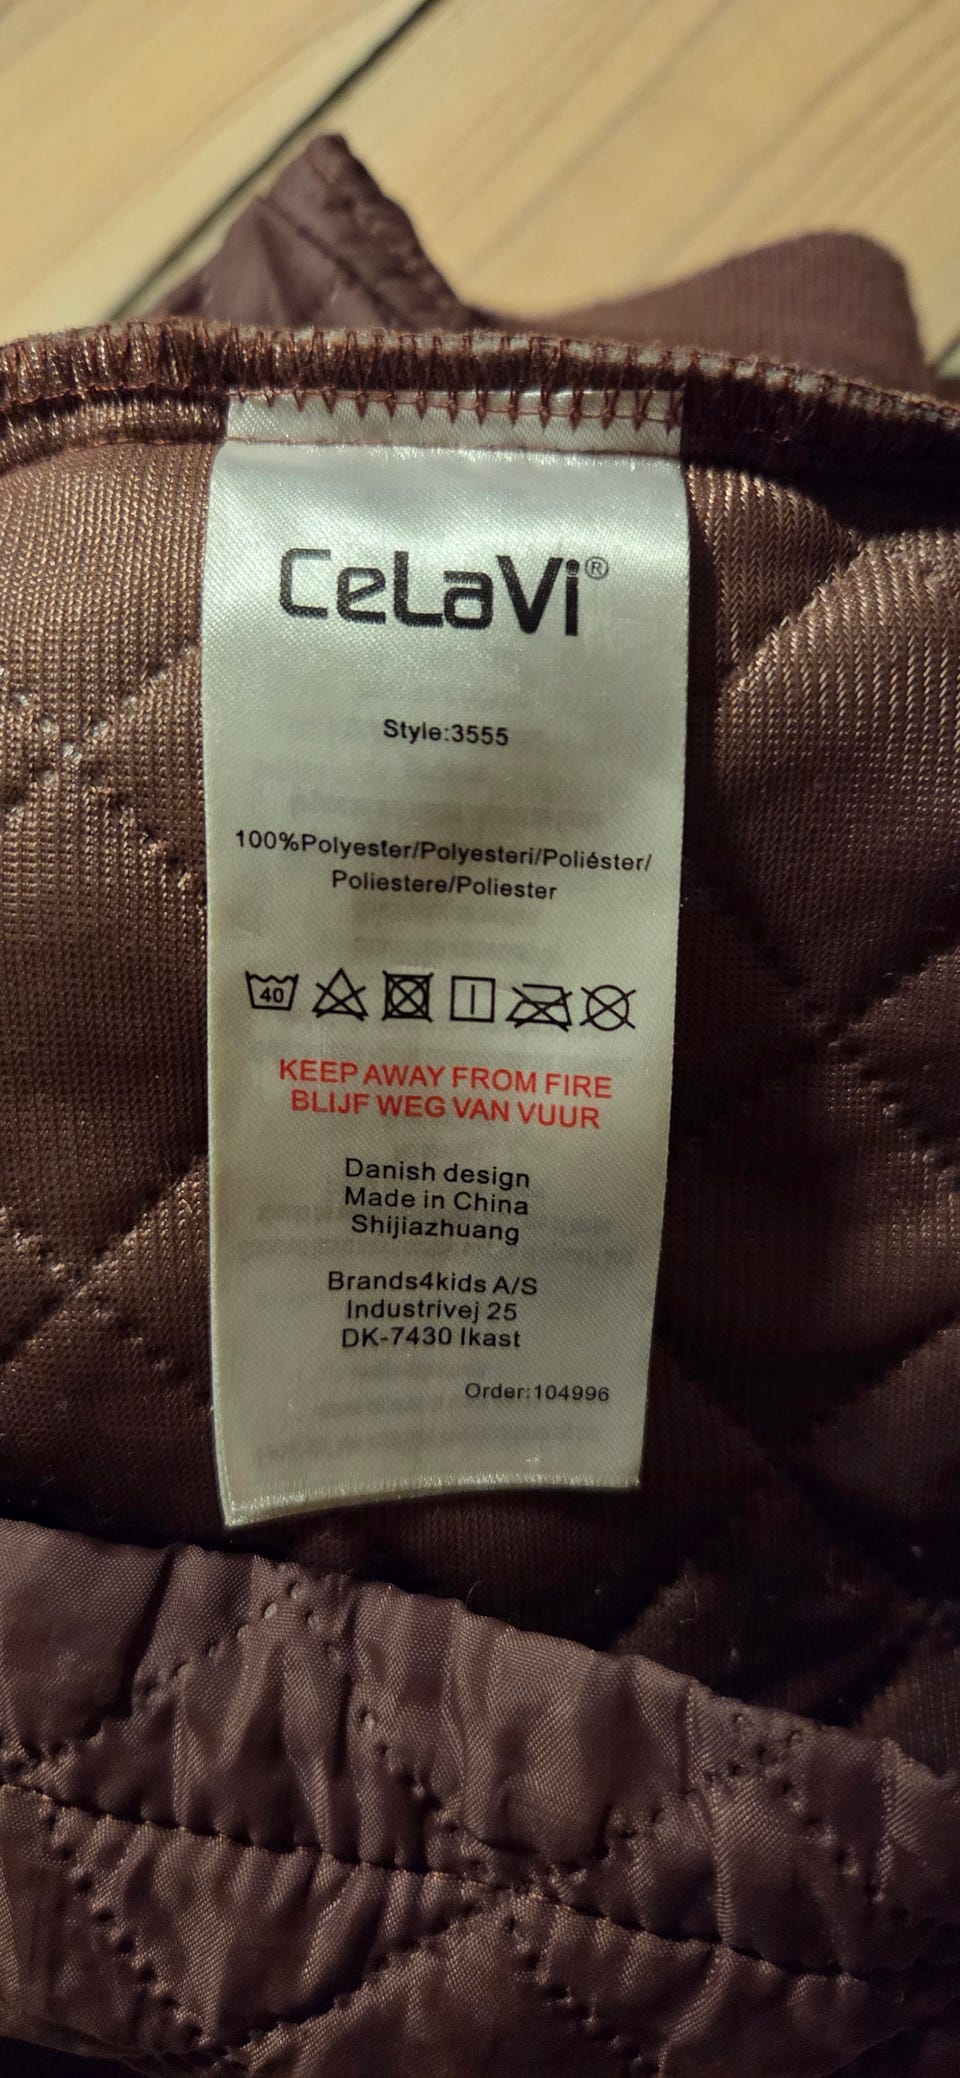 CeLaVi®
Style:3555
100%Polyester/Polyesteri/Poliéster/
Poliestere/Poliester
40
KEEP AWAY FROM FIRE
BLIJF WEG VAN VUUR
Danish design
Made in China
Shijiazhuang
Brands4kids A/S
Industrivej 25
DK-7430 Ikast
Order:104996